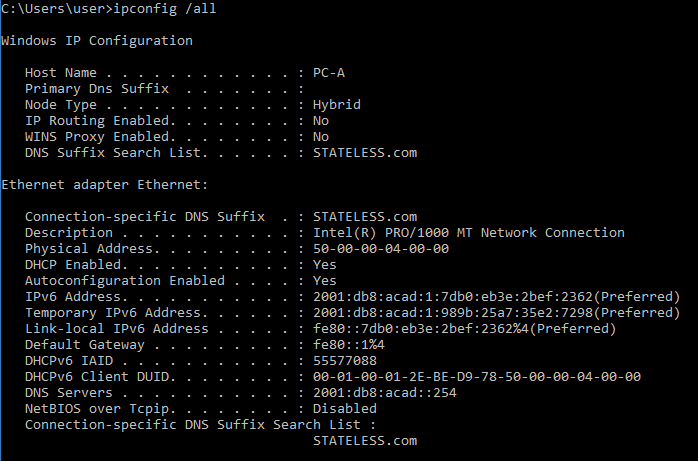 C:\Users\user>ipconfig /all
Windows IP Configuration
Host Name . . . . . . . . . . . . : PC-A
Primary Dns Suffix  . . . . . . . :
Node Type . . . . . . . . . . . . : Hybrid
IP Routing Enabled. . . . . . . . : No
WINS Proxy Enabled. . . . . . . . : No
DNS Suffix Search List. . . . . . : STATELESS.com
Ethernet adapter Ethernet:
Connection-specific DNS Suffix  . : STATELESS.com
Description . . . . . . . . . . . : Intel(R) PRO/1000 MT Network Connection
Physical Address. . . . . . . . . : 50-00-00-04-00-00
DHCP Enabled. . . . . . . . . . . : Yes
Autoconfiguration Enabled . . . . : Yes
IPv6 Address. . . . . . . . . . . : 2001:db8:acad:1:7db0:eb3e:2bef:2362(Preferred)
Temporary IPv6 Address. . . . . . : 2001:db8:acad:1:989b:25a7:35e2:7298(Preferred)
Link-local IPv6 Address . . . . . : fe80::7db0:eb3e:2bef:2362%4(Preferred)
Default Gateway . . . . . . . . . : fe80::1%4
DHCPv6 IAID . . . . . . . . . . . : 55577088
DHCPv6 Client DUID. . . . . . . . : 00-01-00-01-2E-BE-D9-78-50-00-00-04-00-00
DNS Servers . . . . . . . . . . . : 2001:db8:acad::254
NetBIOS over Tcpip. . . . . . . . : Disabled
Connection-specific DNS Suffix Search List :
STATELESS.com